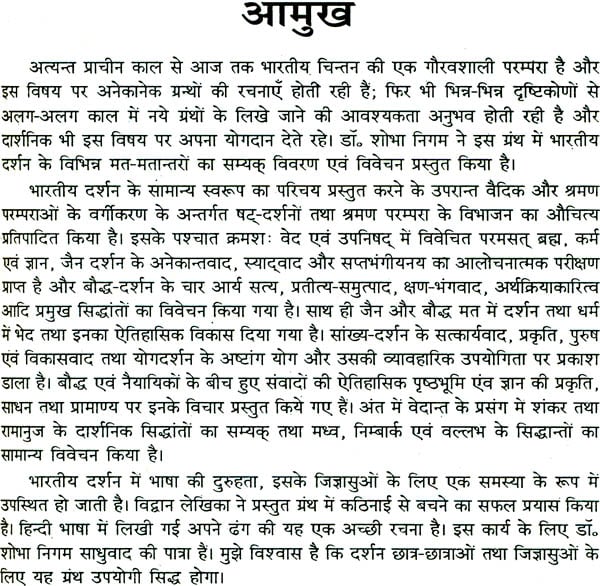 आमुख
अत्यन्त प्राचीन काल से आज तक भारतीय चिन्तन की एक गौरवशाली परम्परा है और
इस विषय पर अनेकानेक ग्रन्थों की रचनाएँ होती रही हैं; फिर भी भिन्न-भिन्न दृष्टिकोणों से
अलग-अलग काल में नये ग्रंथों के लिखे जाने की आवश्यकता अनुभव होती रही है और
दार्शनिक भी इस विषय पर अपना योगदान देते रहे। डॉ॰ शोभा निगम ने इस ग्रंथ में भारतीय
दर्शन के विभिन्न मत-मतान्तरों का सम्यक् विवरण एवं विवेचन प्रस्तुत किया है।
भारतीय दर्शन के सामान्य स्वरूप का परिचय प्रस्तुत करने के उपरान्त वैदिक और श्रमण
परम्पराओं के वर्गीकरण के अन्तर्गत षट्-दर्शनों तथा श्रमण परम्परा के विभाजन का औचित्य
प्रतिपादित किया है। इसके पश्चात क्रमशः वेद एवं उपनिषद् में विवेचित परमसत् ब्रह्म, कर्म
एवं ज्ञान, जैन दर्शन के अनेकान्तवाद, स्याद्वाद और सप्तभंगीयनय का आलोचनात्मक परीक्षण
प्राप्त है और बौद्ध-दर्शन के चार आर्य सत्य, प्रतीत्य-समुत्पाद, क्षण-भंगवाद, अर्थक्रियाकारित्व
आदि प्रमुख सिद्धांतों का विवेचन किया गया है। साथ ही जैन और बौद्ध मत में दर्शन तथा धर्म
में भेद तथा इनका ऐतिहासिक विकास दिया गया है। सांख्य-दर्शन के सत्कार्यवाद, प्रकृति, पुरुष
एंव विकासवाद तथा योगदर्शन के अष्टांग योग और उसकी व्यावहारिक उपयोगिता पर प्रकाश
डाला है। बौद्ध एवं नैयायिकों के बीच हुए संवादों की ऐतिहासिक पृष्ठभूमि एंव ज्ञान की प्रकृति,
साधन तथा प्रामाण्य पर इनके विचार प्रस्तुत किये गए हैं। अंत में वेदान्त के प्रसंग में शंकर तथा
रामानुज के दार्शनिक सिद्धांतों का सम्यक् तथा मध्व, निम्बार्क एवं वल्लभ के सिद्धान्तों का
सामान्य विवेचन किया है।
भारतीय दर्शन में भाषा की दुरुहता, इसके जिज्ञासुओं के लिए एक समस्या के रूप में
उपस्थित हो जाती है। विद्वान लेखिका ने प्रस्तुत ग्रंथ में कठिनाई से बचने का सफल प्रयास किया
है। हिन्दी भाषा में लिखी गई अपने ढंग की यह एक अच्छी रचना है। इस कार्य के लिए डॉ॰
शोभा निगम साधुवाद की पात्रा हैं। मुझे विश्वास है कि दर्शन छात्र-छात्राओं तथा जिज्ञासुओं के
लिए यह ग्रंथ उपयोगी सिद्ध होगा।